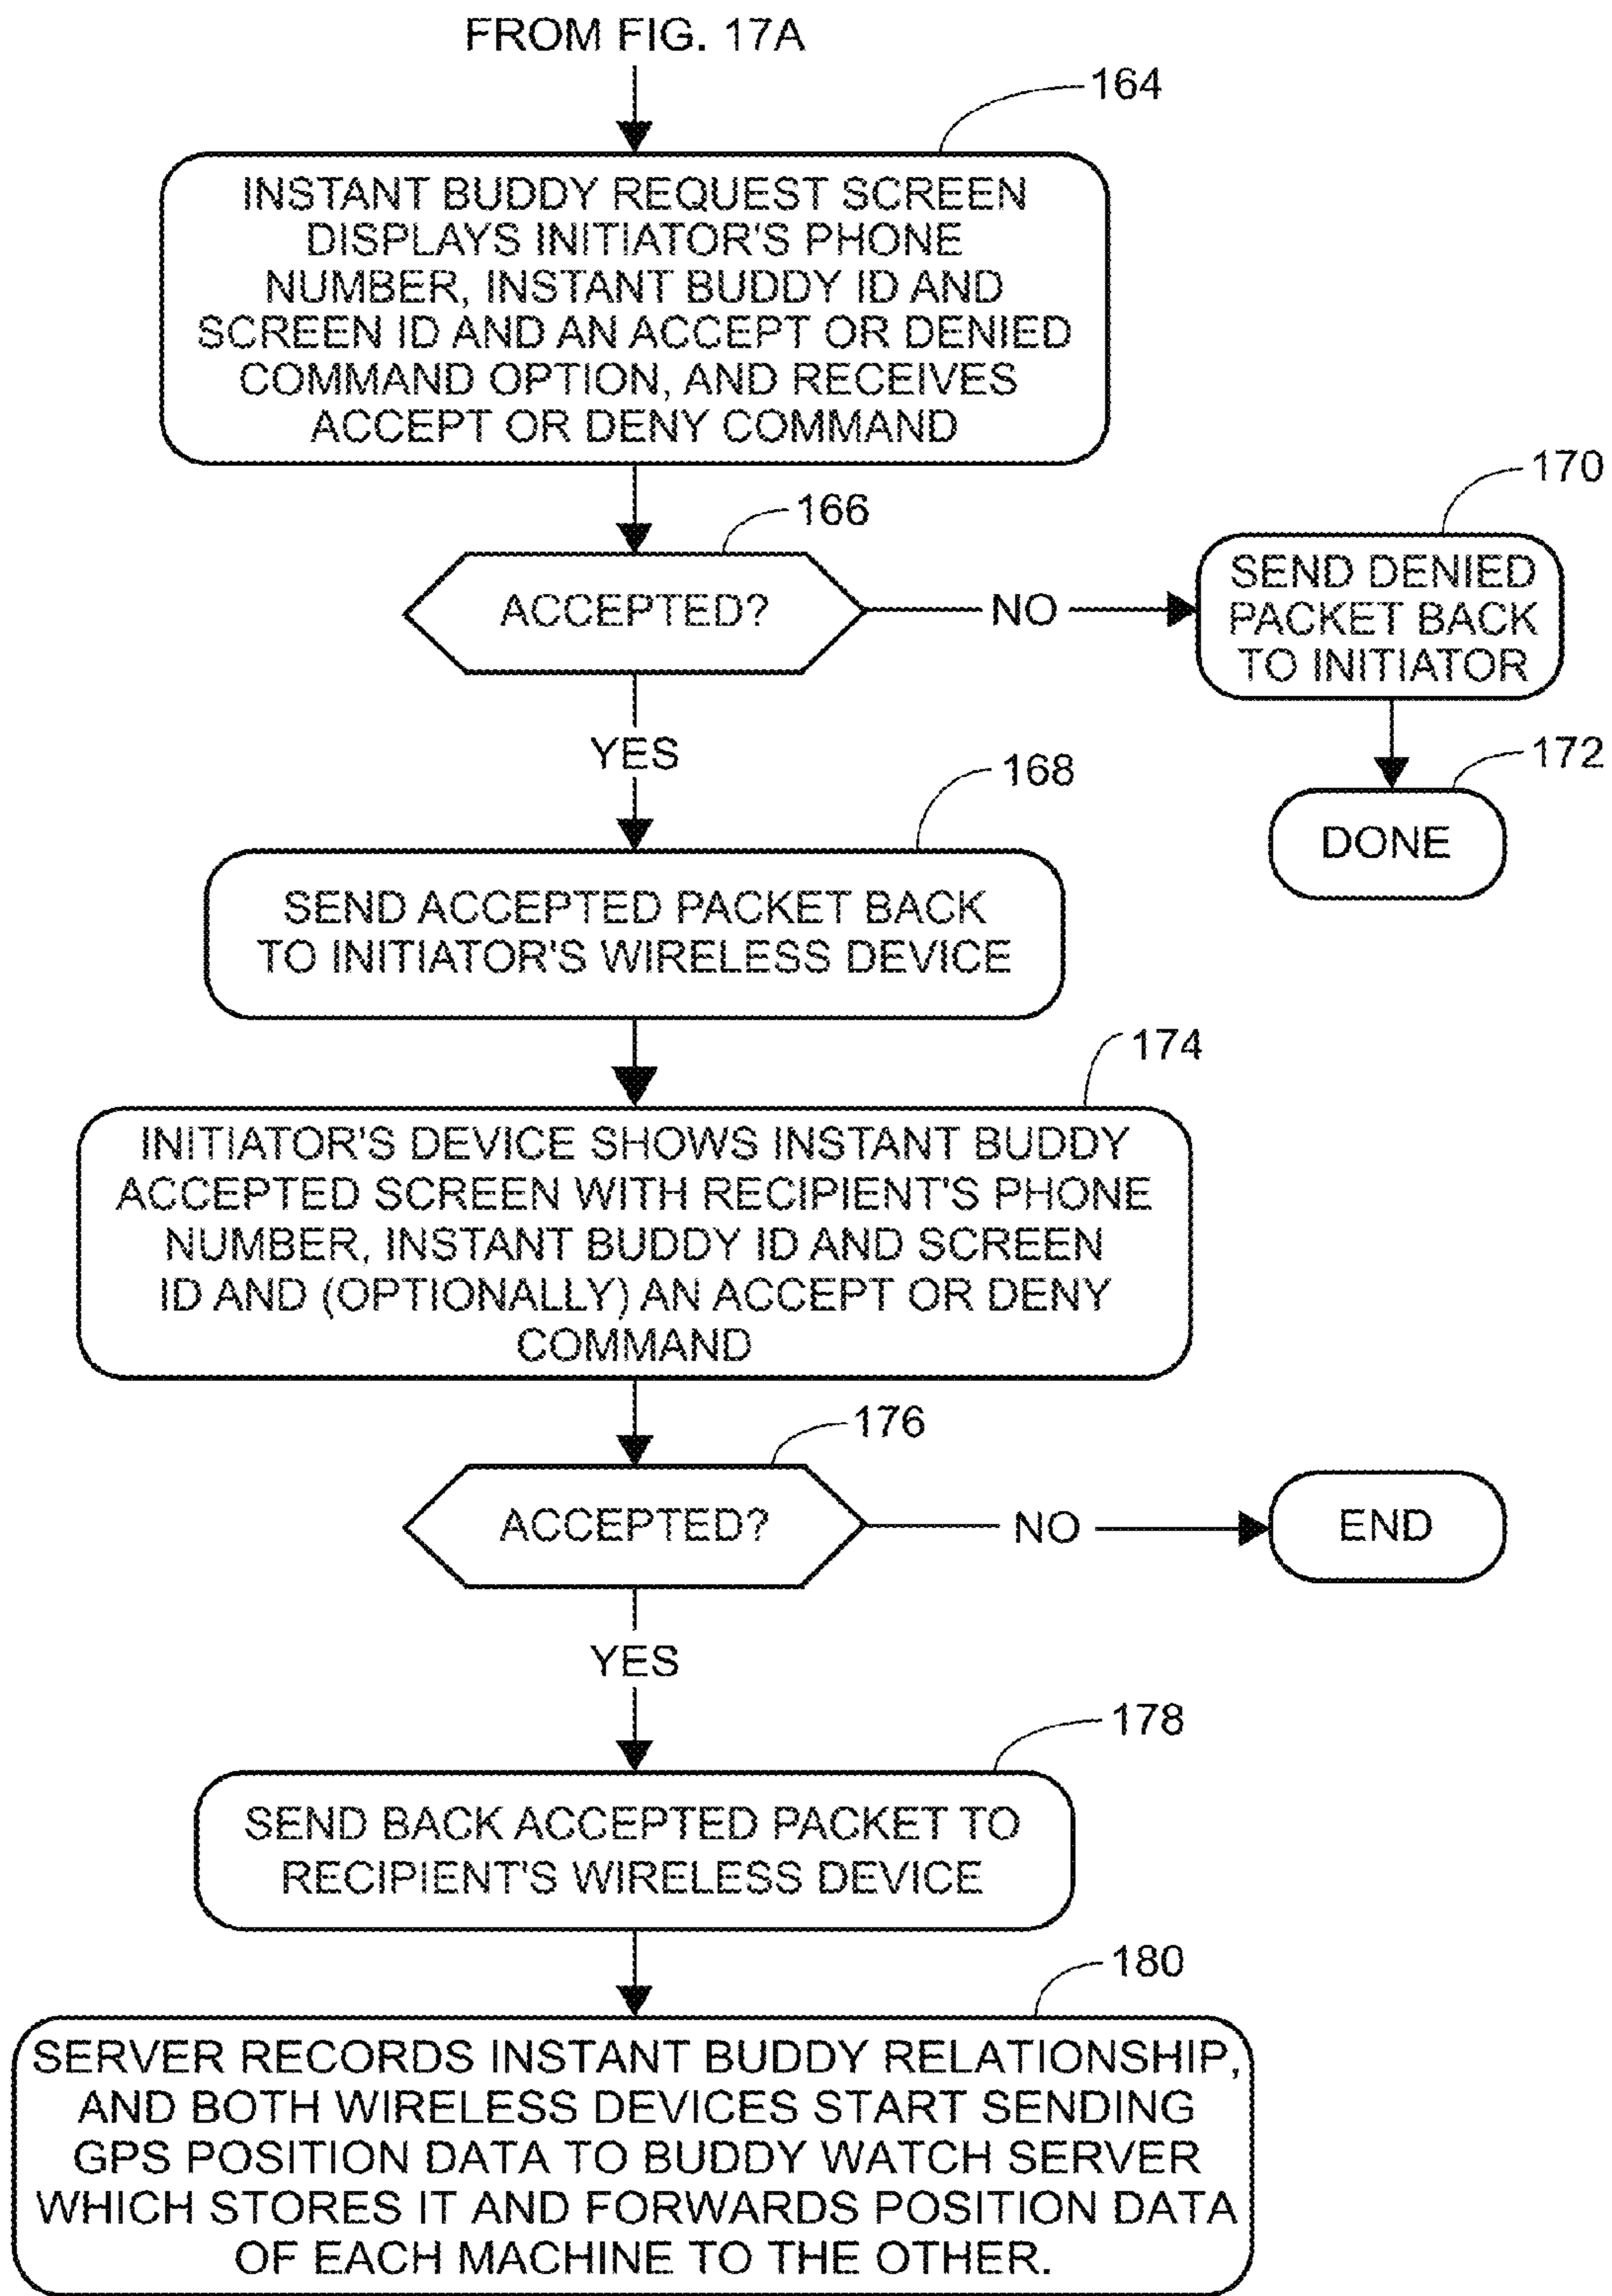 FROM FIG. 17A
164
INSTANT BUDDY REQUEST SCREEN
DISPLAYS INITIATOR'S PHONE
NUMBER, INSTANT BUDDY ID AND
SCREEN ID AND AN ACCEPT OR DENIED
COMMAND OPTION, AND RECEIVES
ACCEPT OR DENY COMMAND
166
ACCEPTED?
NO
170
SEND DENIED
PACKET BACK
TO INITIATOR
172
DONE
YES
168
SEND ACCEPTED PACKET BACK
TO INITIATOR'S WIRELESS DEVICE
174
INITIATOR'S DEVICE SHOWS INSTANT BUDDY
ACCEPTED SCREEN WITH RECIPIENT'S PHONE
NUMBER, INSTANT BUDDY ID AND SCREEN
ID AND (OPTIONALLY) AN ACCEPT OR DENY
COMMAND
176
ACCEPTED?
NO
END
YES
178
SEND BACK ACCEPTED PACKET TO
RECIPIENT'S WIRELESS DEVICE
180
SERVER RECORDS INSTANT BUDDY RELATIONSHIP,
AND BOTH WIRELESS DEVICES START SENDING
GPS POSITION DATA TO BUDDY WATCH SERVER
WHICH STORES IT AND FORWARDS POSITION DATA
OF EACH MACHINE TO THE OTHER.